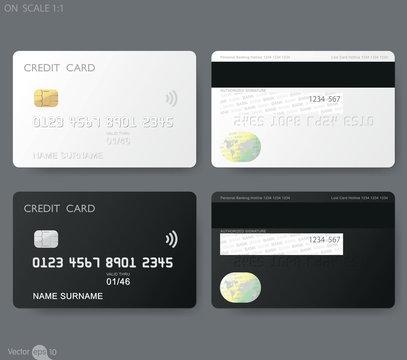 ON SCALE 1:1
CREDIT CARD
0123 4567 8901 2345
VALID THRU
01/46
NAME SURNAME
Personal Banking Hotline 1234 1234 1234
Lost Card Hotline 1234 1234
AUTHORIZED SIGNATURE
1234 567
CREDIT CARD
0123 4567 8901 2345
VALID THRU
01/46
NAME SURNAME
Personal Banking Hotline 1234 1234 1234
Lost Card Hotline 1234 1234
AUTHORIZED SIGNATURE
1234 567
Vector eps 10